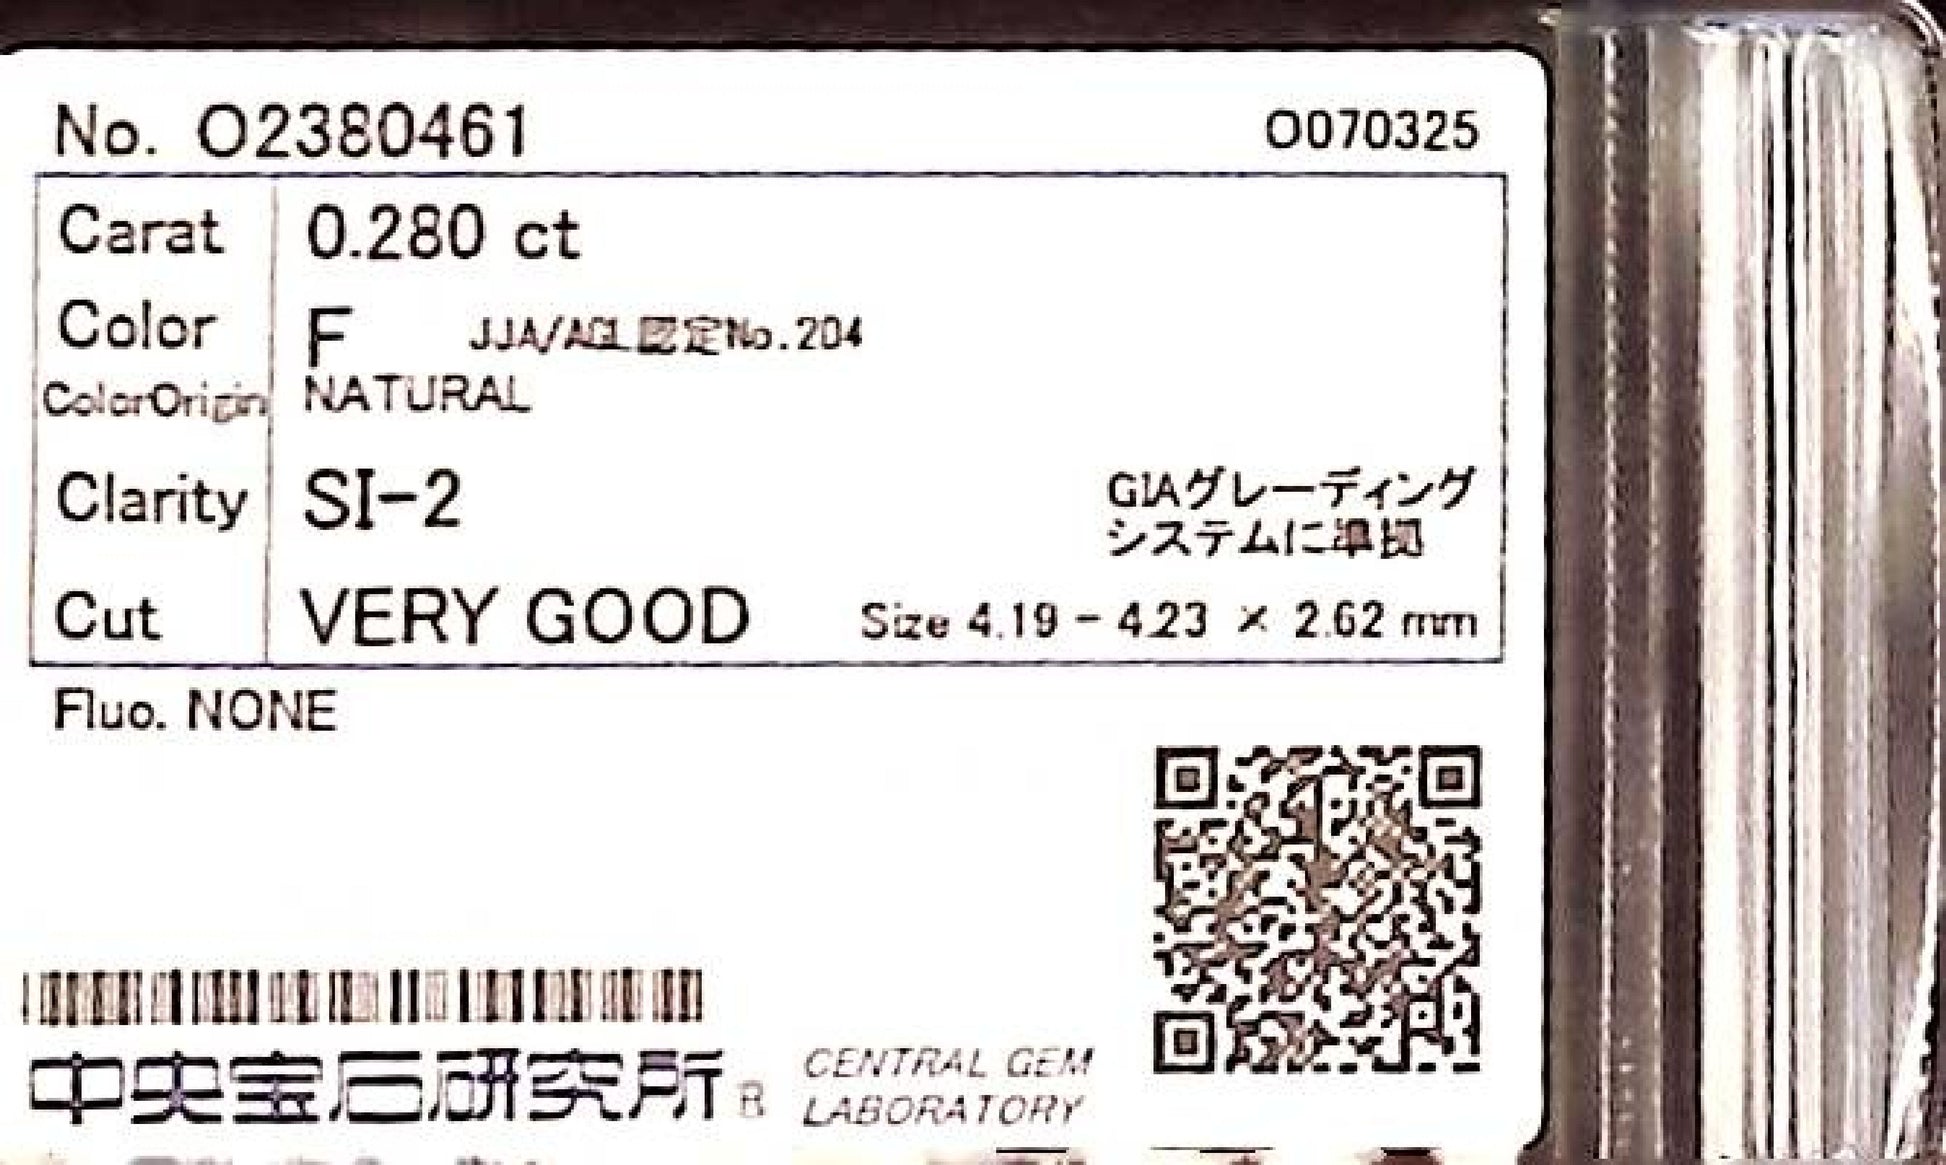 No. O2380461 O070325
Carat 0.280 ct
Color F JJA/AGL認定No.204
ColorOrigin NATURAL
Clarity SI-2 GIAグレーディング
システムに準拠
Cut VERY GOOD Size 4.19 - 4.23 × 2.62 mm
Fluo. NONE
中央宝石研究所 B CENTRAL GEM
LABORATORY